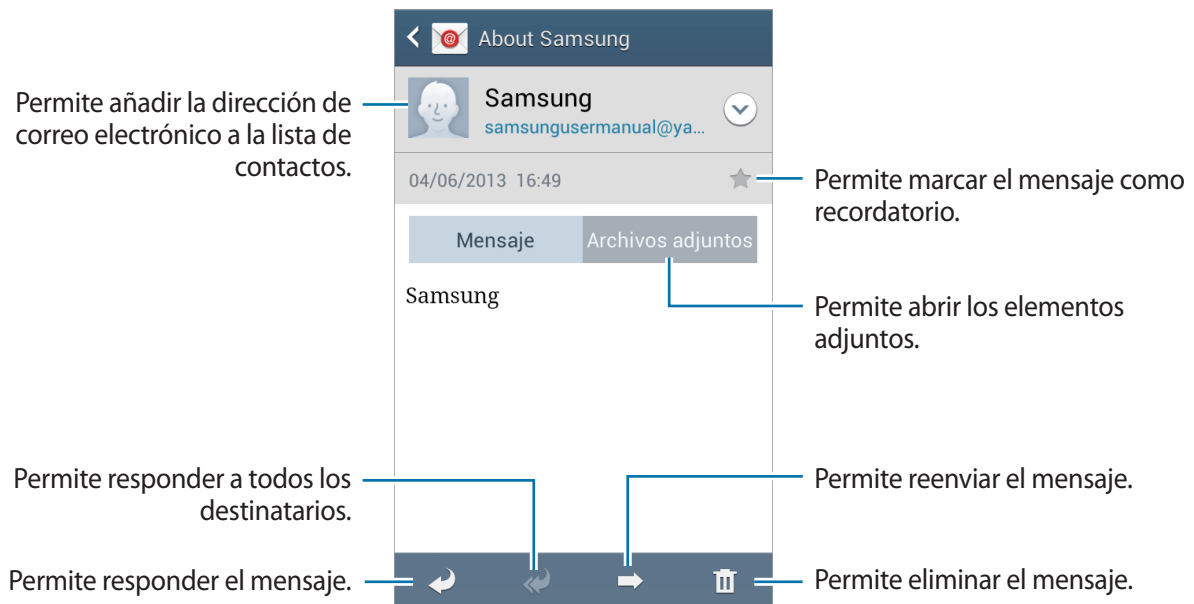 About Samsung
Samsung
samsungusermanual@ya...
04/06/2013 16:49
Mensaje
Archivos adjuntos
Samsung
Permite añadir la dirección de
correo electrónico a la lista de
contactos.
Permite marcar el mensaje como
recordatorio.
Permite abrir los elementos
adjuntos.
Permite responder a todos los
destinatarios.
Permite reenviar el mensaje.
Permite responder el mensaje.
Permite eliminar el mensaje.